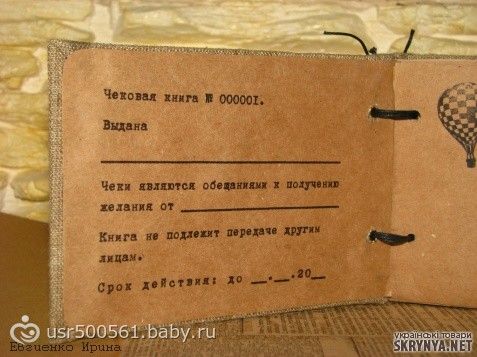 Чековая книга № 000001.
Выдана
Чеки являются обещаниями к получению
желания от
Книга не подлежит передаче другим
лицам.
Срок действия: до __.__.20__
usr500561.baby.ru
Евгиенко Ирина
українські товари
SKRYNYA.NET